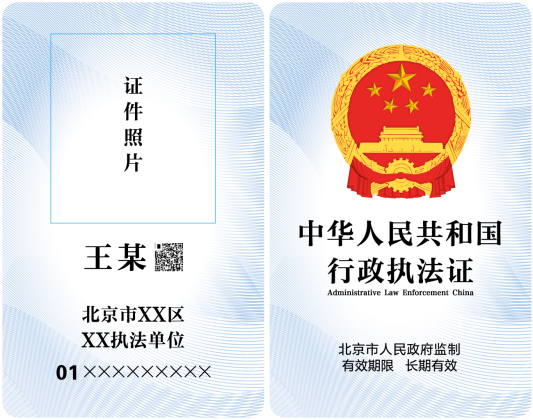 证件照片
王某
北京市XX区
XX执法单位
01×××××××××
中华人民共和国
行政执法证
Administrative Law Enforcement China
北京市人民政府监制
有效期限 长期有效